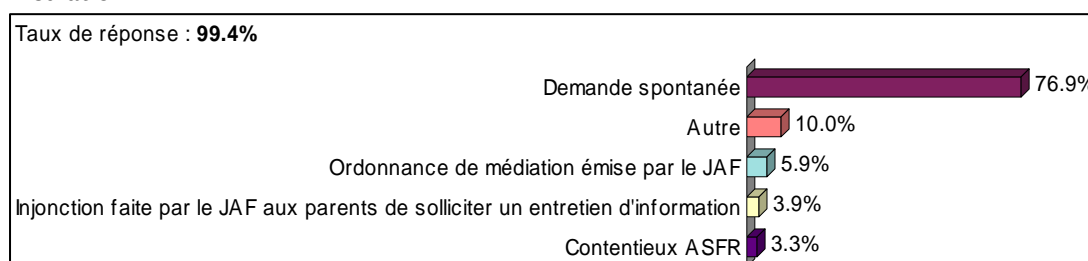 Taux de réponse : 99.4%
Demande spontanée 76.9%
Autre 10.0%
Ordonnance de médiation émise par le JAF 5.9%
Injonction faite par le JAF aux parents de solliciter un entretien d'information 3.9%
Contentieux ASFR 3.3%